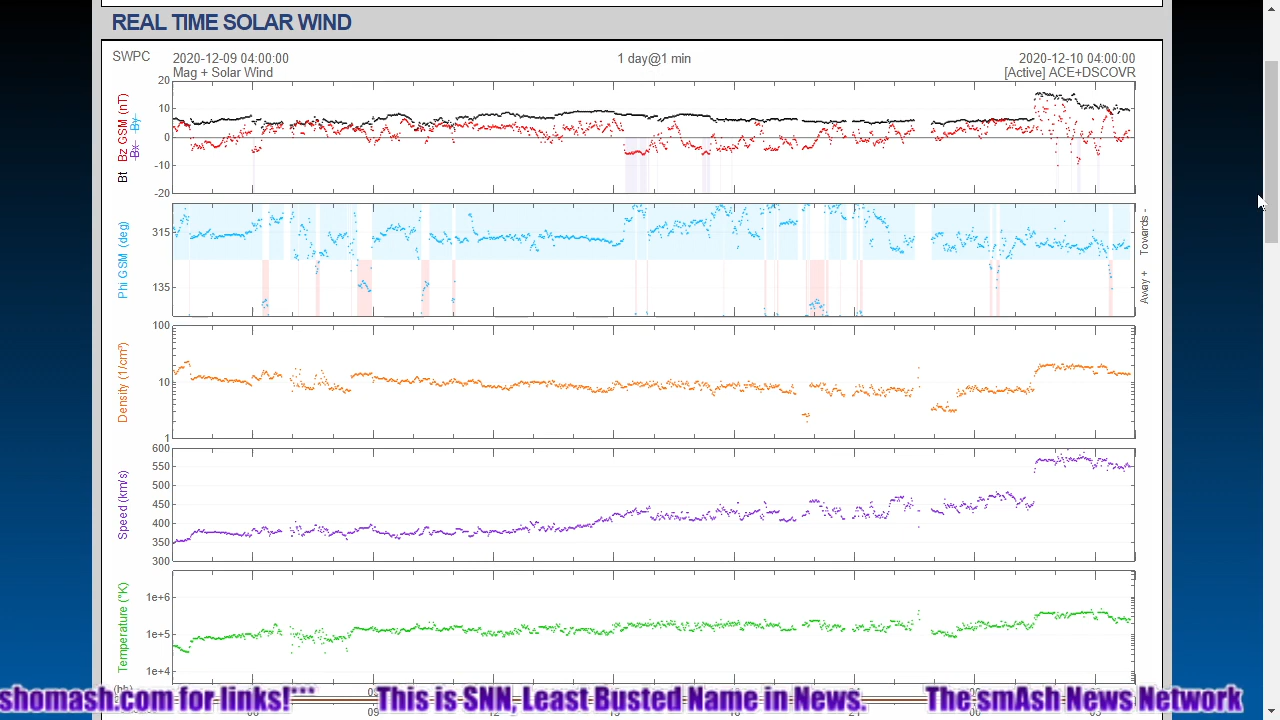 REAL TIME SOLAR WIND
SWPC
2020-12-09 04:00:00
1 day@1 min
2020-12-10 04:00:00
Mag + Solar Wind
[Active] ACE+DSCOVR
Bt Bz GSM (nT)
Bx By
20
10
0
-10
-20
Phi GSM (deg)
315
135
Towards -
Away +
Density (1/cm³)
100
10
1
Speed (km/s)
600
550
500
450
400
350
300
Temperature (°K)
1e+6
1e+5
1e+4
shomash.com for links!***
This is SNN, Least Busted Name in News.
The smAsh News Network